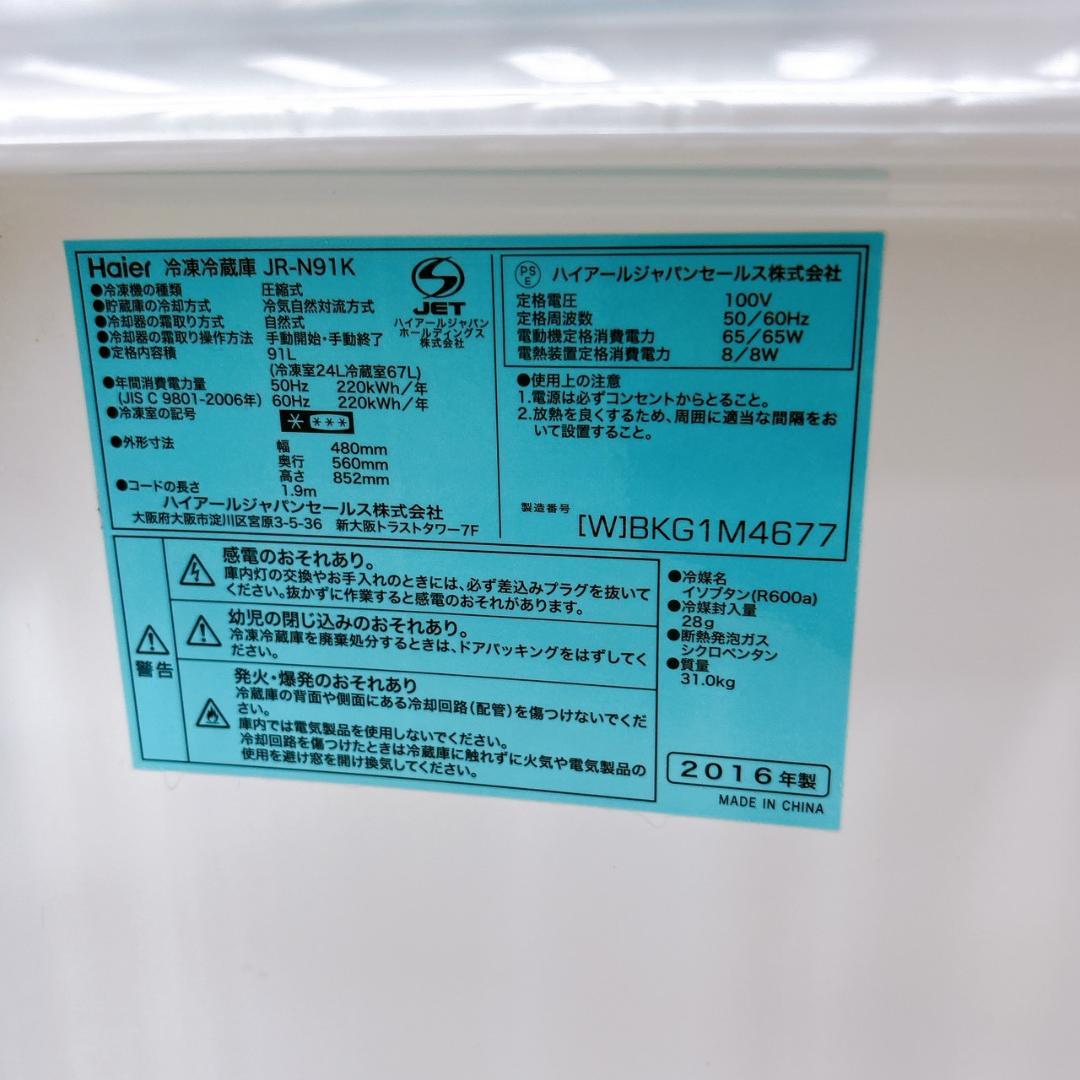 Haier 冷凍冷蔵庫 JR-N91K
●冷凍機の種類 圧縮式
●貯蔵庫の冷却方式 冷気自然対流方式
●冷却器の霜取り方式 自然式
●冷却器の霜取り操作方法 手動開始・手動終了
●定格内容積 91L
(冷凍室24L冷蔵室67L)
●年間消費電力量 50Hz 220kWh/年
(JIS C 9801-2006年) 60Hz 220kWh/年
●冷凍室の記号 * ***
●外形寸法 幅 480mm
奥行 560mm
高さ 852mm
●コードの長さ 1.9m
ハイアールジャパンセールス株式会社
大阪府大阪市淀川区宮原3-5-36 新大阪トラストタワー7F
JET
ハイアールジャパン
ホールディングス
株式会社
PS
E
ハイアールジャパンセールス株式会社
定格電圧 100V
定格周波数 50/60Hz
電動機定格消費電力 65/65W
電熱装置定格消費電力 8/8W
●使用上の注意
1.電源は必ずコンセントからとること。
2.放熱を良くするため、周囲に適当な間隔をお
いて設置すること。
製造番号 [W]BKG1M4677
警告
感電のおそれあり。
庫内灯の交換やお手入れのときには、必ず差込みプラグを抜いて
ください。抜かずに作業すると感電のおそれがあります。
幼児の閉じ込みのおそれあり。
冷凍冷蔵庫を廃棄処分するときは、ドアパッキングをはずしてく
ださい。
発火・爆発のおそれあり
冷蔵庫の背面や側面にある冷却回路(配管)を傷つけないでくだ
さい。
庫内では電気製品を使用しないでください。
冷却回路を傷つけたときは冷蔵庫に触れずに火気や電気製品の
使用を避け窓を開け換気してください。
●冷媒名
イソブタン(R600a)
●冷媒封入量
28g
●断熱発泡ガス
シクロペンタン
●質量
31.0kg
2016年製
MADE IN CHINA